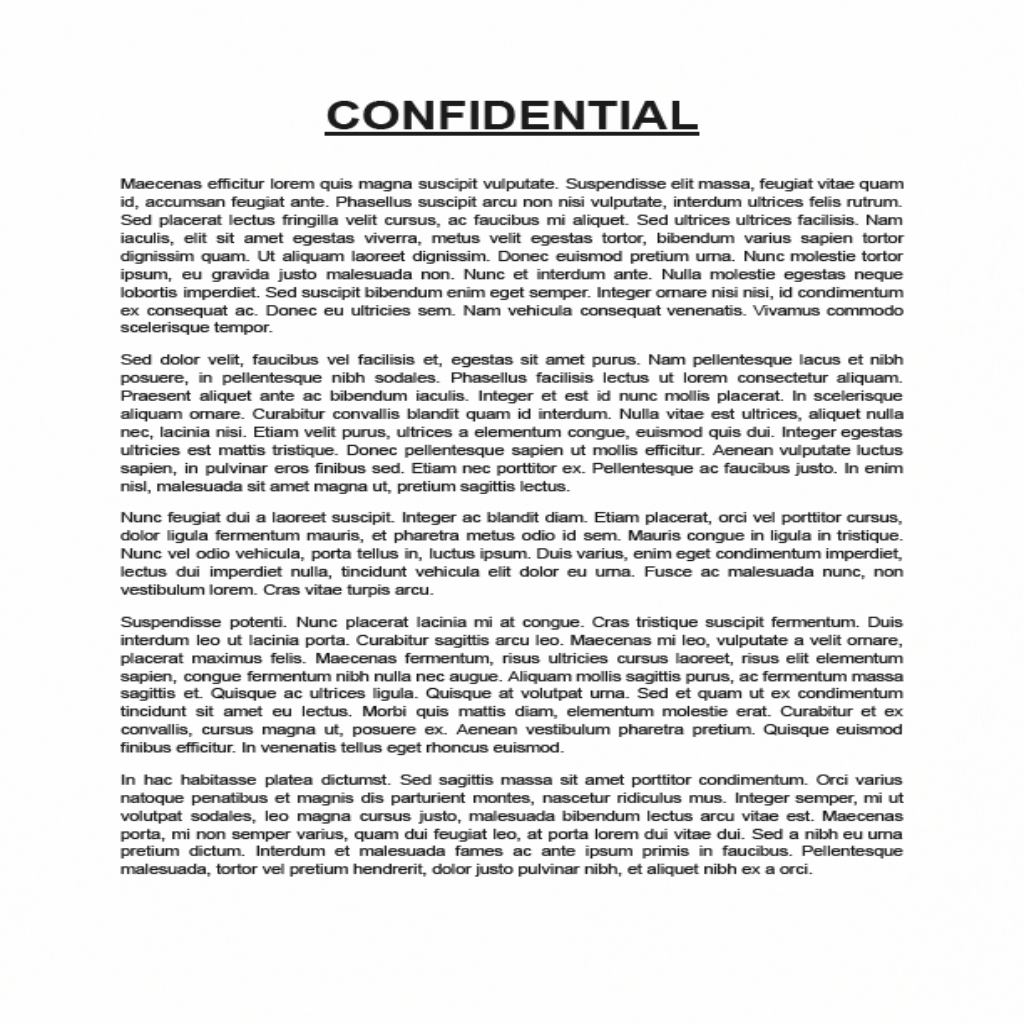 CONFIDENTIAL
Maecenas efficitur lorem quis magna suscipit vulputate. Suspendisse elit massa, feugiat vitae quam
id, accumsan feugiat ante. Phasellus suscipit arcu non nisi vulputate, interdum ultrices felis rutrum.
Sed placerat lectus fringilla velit cursus, ac faucibus mi aliquet. Sed ultrices ultrices facilisis. Nam
iaculis, elit sit amet egestas viverra, metus velit egestas tortor, bibendum varius sapien tortor
dignissim quam. Ut aliquam laoreet dignissim. Donec euismod pretium urna. Nunc molestie tortor
ipsum, eu gravida justo malesuada non. Nunc et interdum ante. Nulla molestie egestas neque
lobortis imperdiet. Sed suscipit bibendum enim eget semper. Integer ornare nisi nisi, id condimentum
ex consequat ac. Donec eu ultricies sem. Nam vehicula consequat venenatis. Vivamus commodo
scelerisque tempor.
Sed dolor velit, faucibus vel facilisis et, egestas sit amet purus. Nam pellentesque lacus et nibh
posuere, in pellentesque nibh sodales. Phasellus facilisis lectus ut lorem consectetur aliquam.
Praesent aliquet ante ac bibendum iaculis. Integer et est id nunc mollis placerat. In scelerisque
aliquam ornare. Curabitur convallis blandit quam id interdum. Nulla vitae est ultrices, aliquet nulla
nec, lacinia nisi. Etiam velit purus, ultrices a elementum congue, euismod quis dui. Integer egestas
ultricies est mattis tristique. Donec pellentesque sapien ut mollis efficitur. Aenean vulputate luctus
sapien, in pulvinar eros finibus sed. Etiam nec porttitor ex. Pellentesque ac faucibus justo. In enim
nisl, malesuada sit amet magna ut, pretium sagittis lectus.
Nunc feugiat dui a laoreet suscipit. Integer ac blandit diam. Etiam placerat, orci vel porttitor cursus,
dolor ligula fermentum mauris, et pharetra metus odio id sem. Mauris congue in ligula in tristique.
Nunc vel odio vehicula, porta tellus in, luctus ipsum. Duis varius, enim eget condimentum imperdiet,
lectus dui imperdiet nulla, tincidunt vehicula elit dolor eu urna. Fusce ac malesuada nunc, non
vestibulum lorem. Cras vitae turpis arcu.
Suspendisse potenti. Nunc placerat lacinia mi at congue. Cras tristique suscipit fermentum. Duis
interdum leo ut lacinia porta. Curabitur sagittis arcu leo. Maecenas mi leo, vulputate a velit ornare,
placerat maximus felis. Maecenas fermentum, risus ultricies cursus laoreet, risus elit elementum
sapien, congue fermentum nibh nulla nec augue. Aliquam mollis sagittis purus, ac fermentum massa
sagittis et. Quisque ac ultrices ligula. Quisque at volutpat urna. Sed et quam ut ex condimentum
tincidunt sit amet eu lectus. Morbi quis mattis diam, elementum molestie erat. Curabitur et ex
convallis, cursus magna ut, posuere ex. Aenean vestibulum pharetra pretium. Quisque euismod
finibus efficitur. In venenatis tellus eget rhoncus euismod.
In hac habitasse platea dictumst. Sed sagittis massa sit amet porttitor condimentum. Orci varius
natoque penatibus et magnis dis parturient montes, nascetur ridiculus mus. Integer semper, mi ut
volutpat sodales, leo magna cursus justo, malesuada bibendum lectus arcu vitae est. Maecenas
porta, mi non semper varius, quam dui feugiat leo, at porta lorem dui vitae dui. Sed a nibh eu urna
pretium dictum. Interdum et malesuada fames ac ante ipsum primis in faucibus. Pellentesque
malesuada, tortor vel pretium hendrerit, dolor justo pulvinar nibh, et aliquet nibh ex a orci.